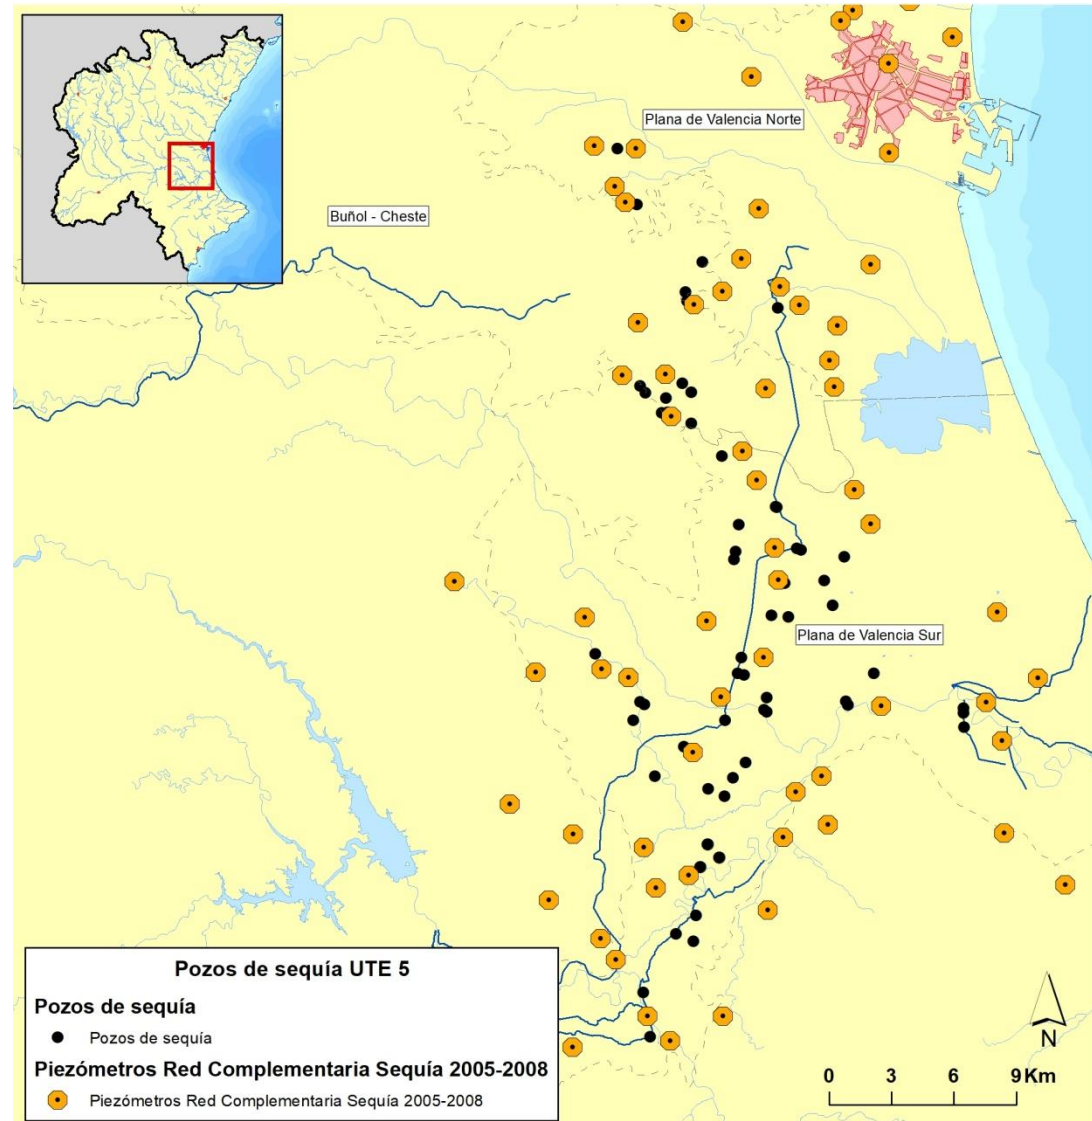 Plana de Valencia Norte
Buñol - Cheste
Plana de Valencia Sur
Pozos de sequía UTE 5
Pozos de sequía
Pozos de sequía
Piezómetros Red Complementaria Sequía 2005-2008
Piezómetros Red Complementaria Sequía 2005-2008
N
0 3 6 9 Km